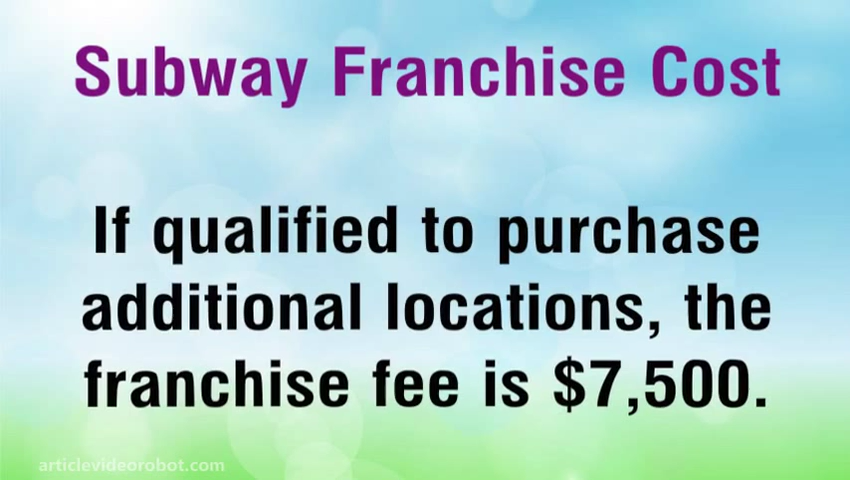 Subway Franchise Cost
If qualified to purchase
additional locations, the
franchise fee is $7,500.
articlevideorobot.com